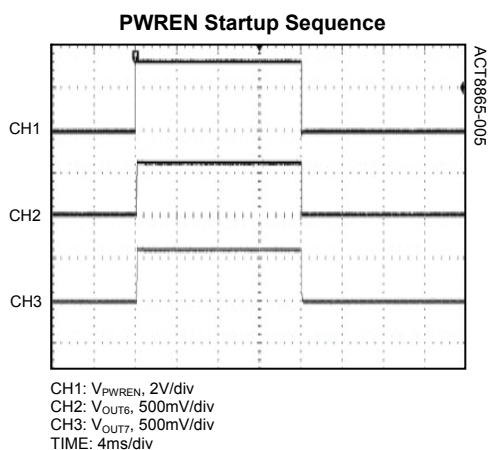 PWREN Startup Sequence
ACT8865-005
CH1
CH2
CH3
CH1: VPWREN, 2V/div
CH2: VOUT6, 500mV/div
CH3: VOUT7, 500mV/div
TIME: 4ms/div